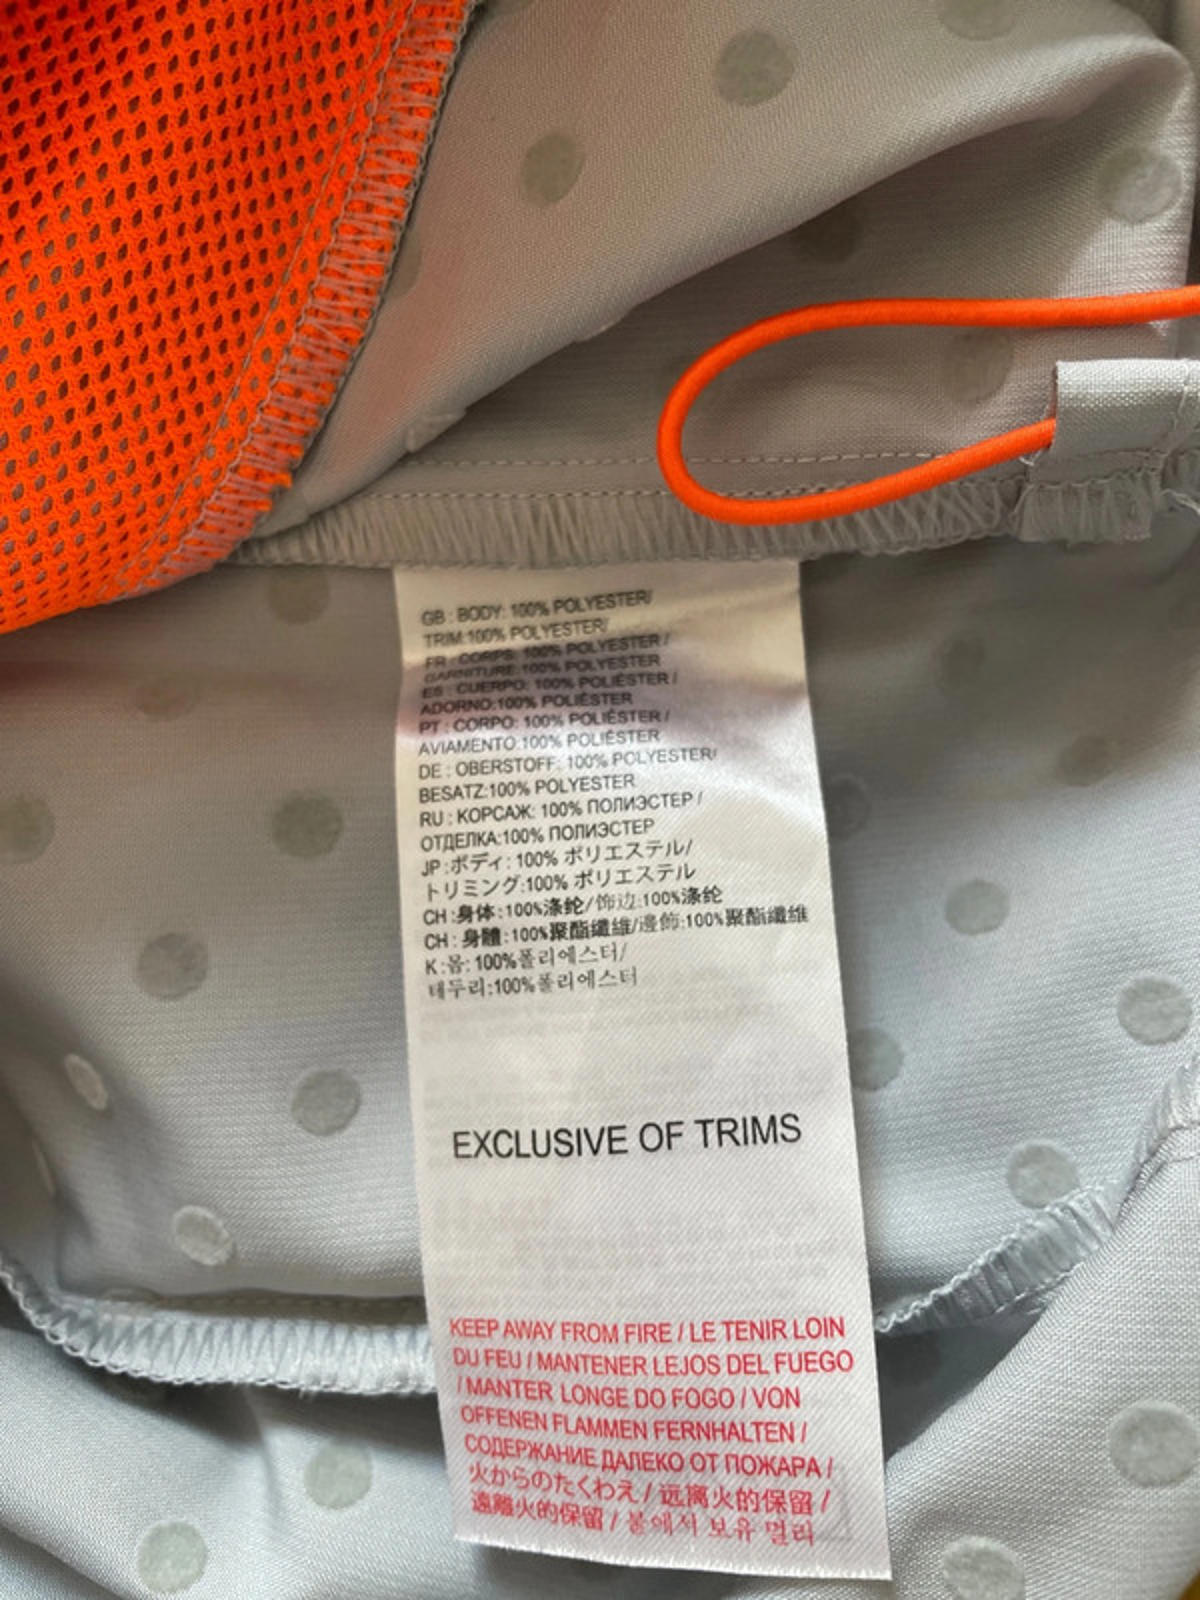 GB : BODY: 100% POLYESTER/
TRIM:100% POLYESTER/
FR : CORPS: 100% POLYESTER /
GARNITURE:100% POLYESTER
ES : CUERPO: 100% POLIÉSTER /
ADORNO:100% POLIÉSTER
PT : CORPO: 100% POLIÉSTER /
AVIAMENTO:100% POLIÉSTER
DE : OBERSTOFF: 100% POLYESTER/
BESATZ:100% POLYESTER
RU : КОРСАЖ: 100% ПОЛИЭСТЕР /
ОТДЕЛКА:100% ПОЛИЭСТЕР
JP :ボディ: 100% ポリエステル/
トリミング:100% ポリエステル
CH :身体:100%涤纶/饰边:100%涤纶
CH : 身體:100%聚酯纖維/邊飾:100%聚酯纖維
K :몸: 100%폴리에스터/
테두리:100%폴리에스터
EXCLUSIVE OF TRIMS
KEEP AWAY FROM FIRE / LE TENIR LOIN
DU FEU / MANTENER LEJOS DEL FUEGO
/ MANTER LONGE DO FOGO / VON
OFFENEN FLAMMEN FERNHALTEN /
СОДЕРЖАНИЕ ДАЛЕКО ОТ ПОЖАРА /
火からのたくわえ / 远离火的保留 /
遠離火的保留 / 불에서 보유 멀리